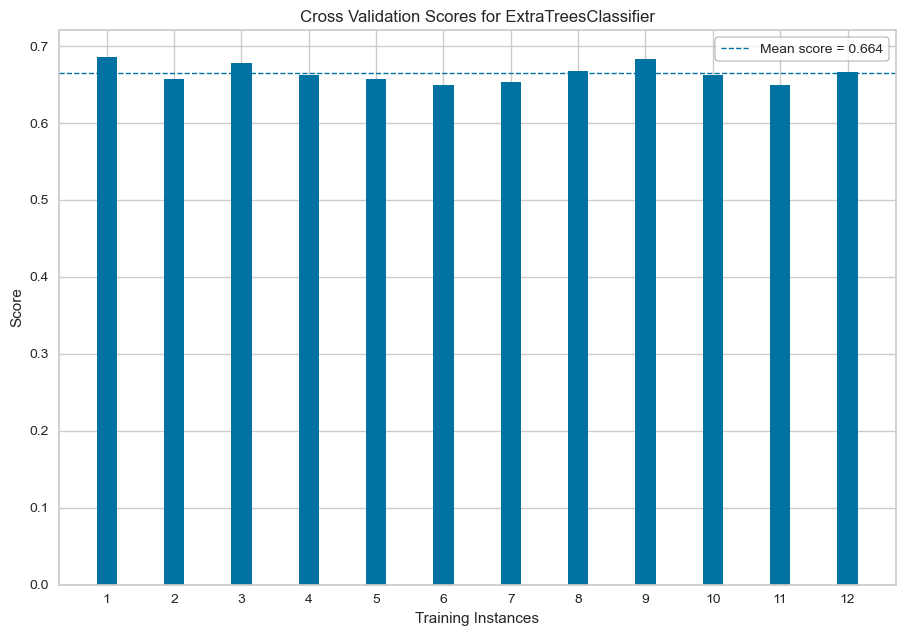 Cross Validation Scores for ExtraTreesClassifier
Mean score = 0.664
0.7
0.6
0.5
0.4
0.3
0.2
0.1
0.0
Score
1 2 3 4 5 6 7 8 9 10 11 12
Training Instances